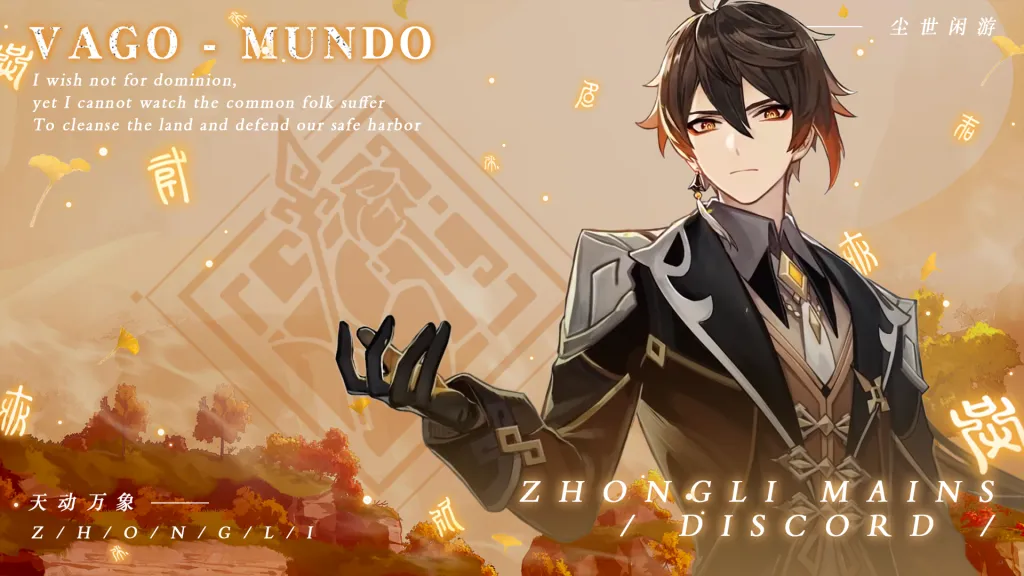 VAGO - MUNDO
I wish not for dominion,
yet I cannot watch the common folk suffer
To cleanse the land and defend our safe harbor
尘世闲游
天动万象
Z/H/O/N/G/L/I
ZHONGLI MAINS
/ DISCORD /